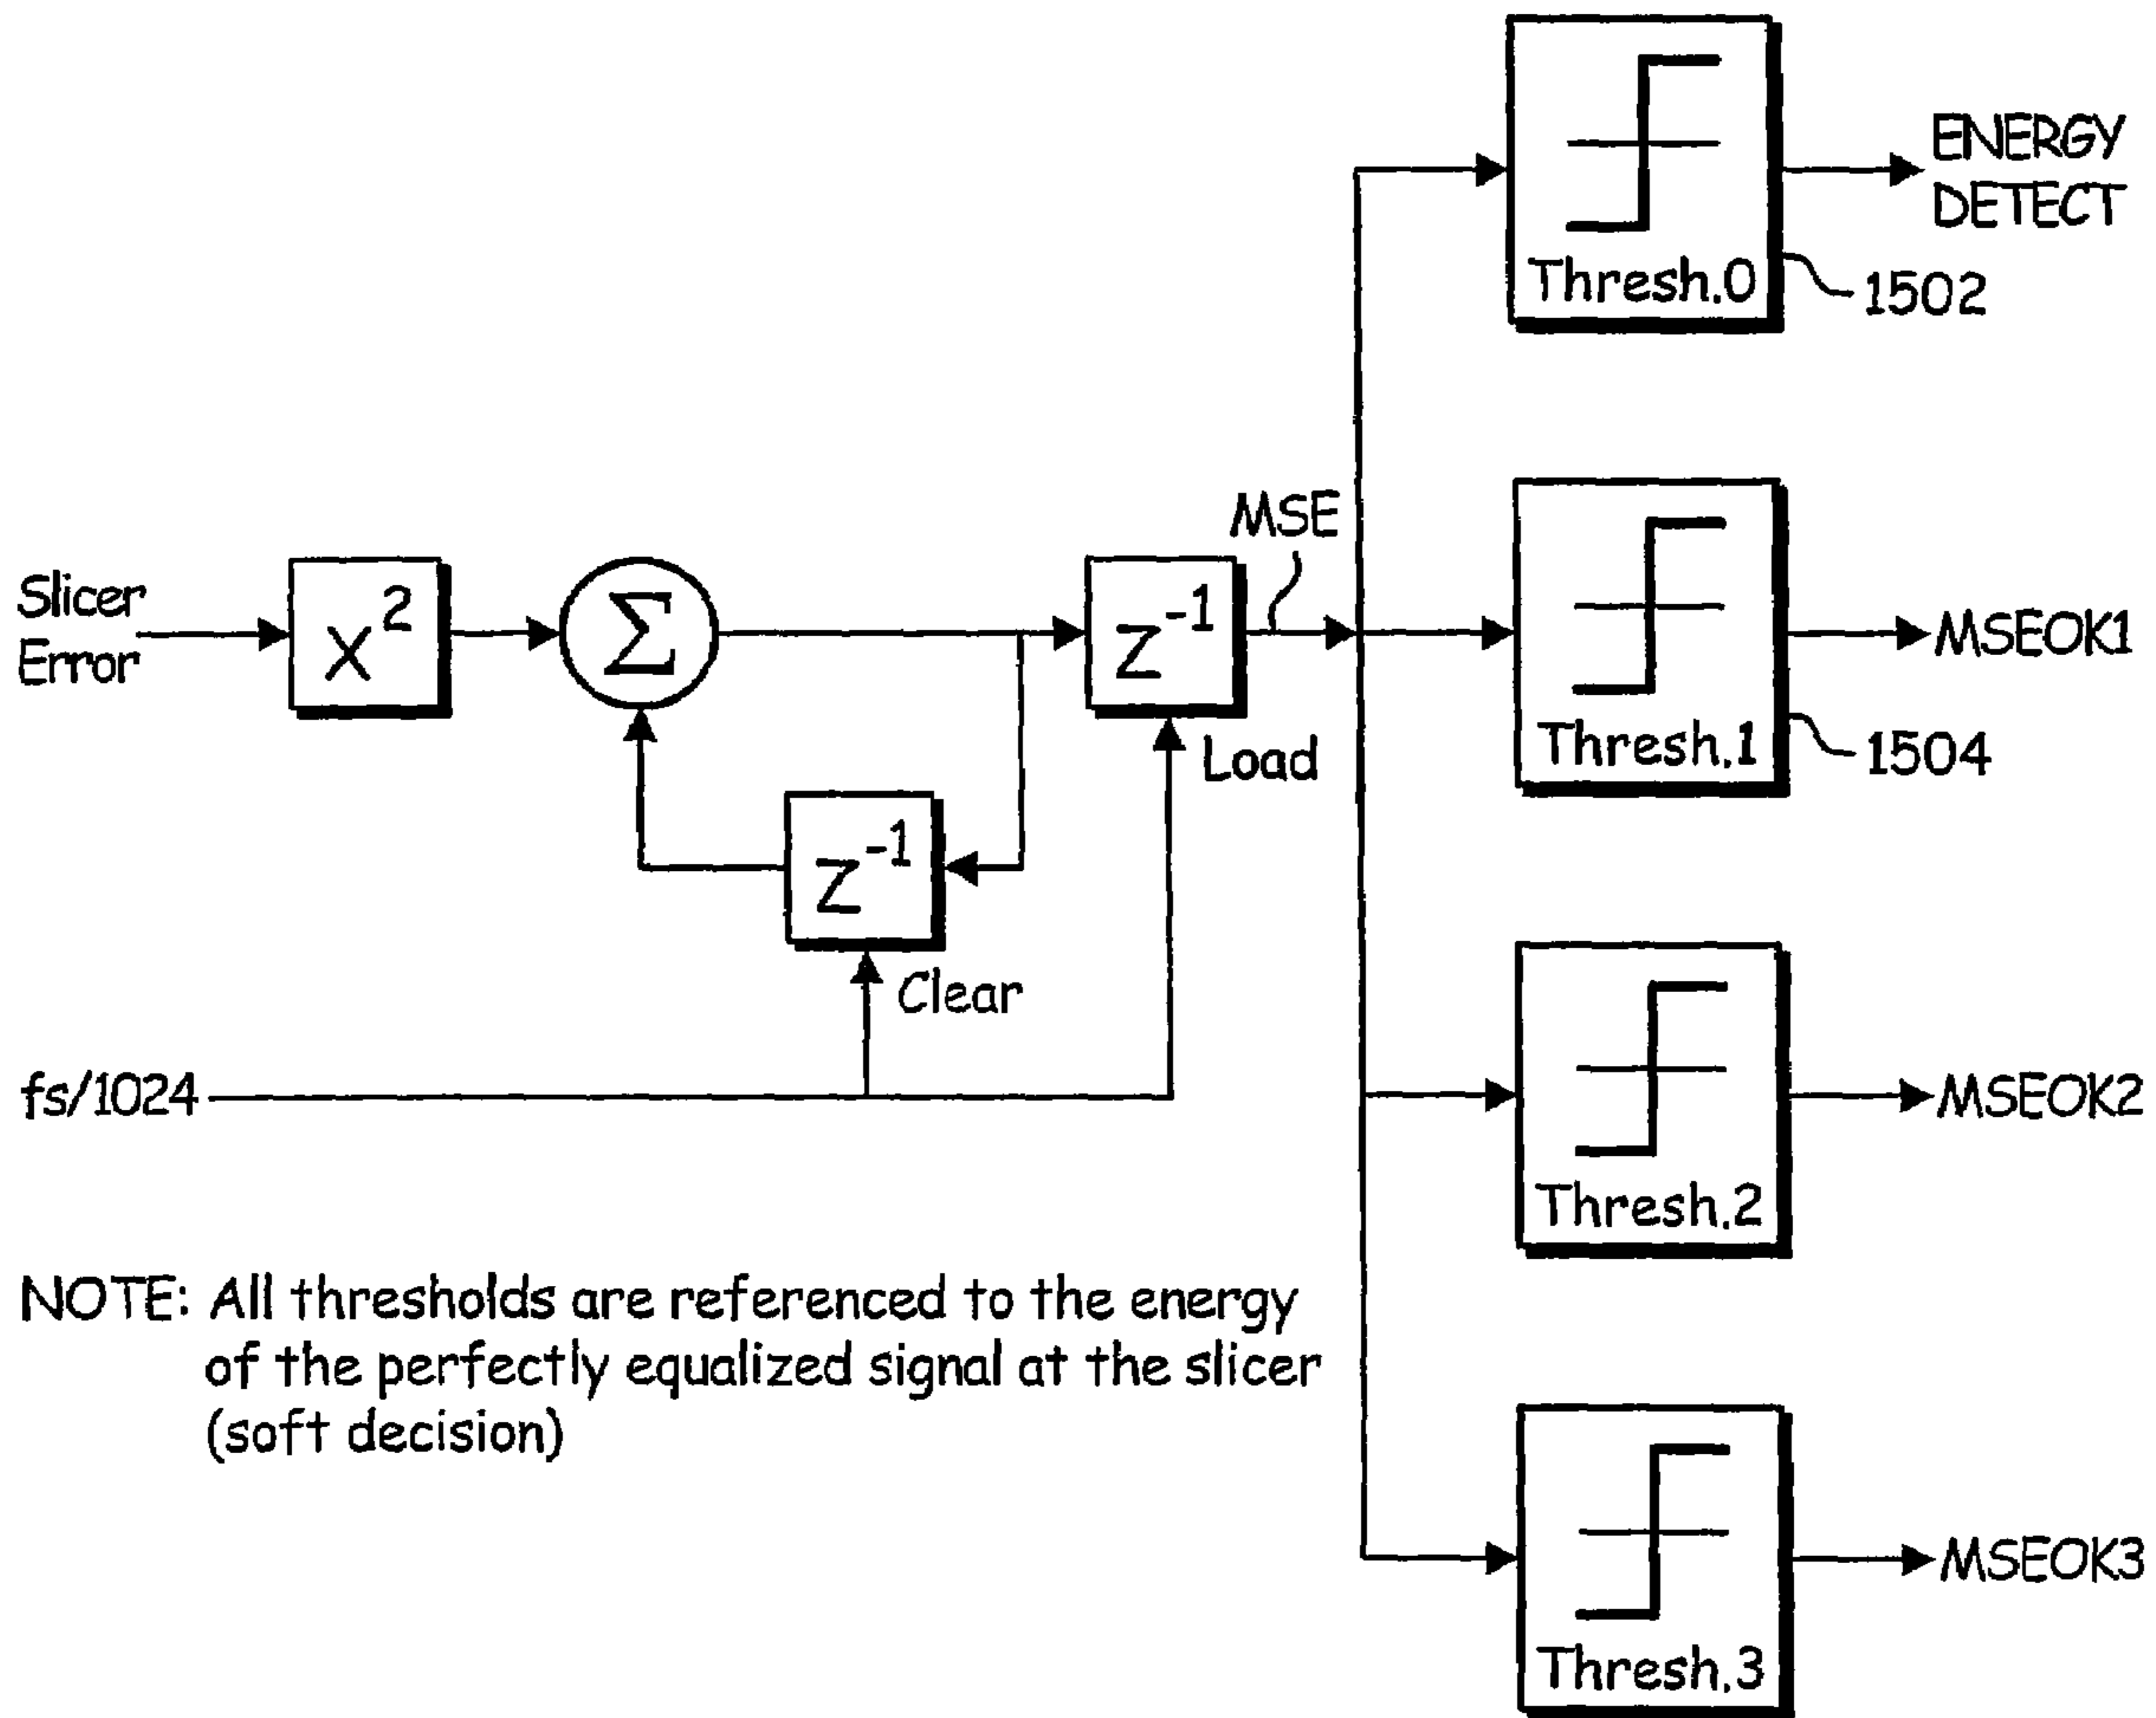 ENERGY
DETECT
Thresh.0
1502
MSE
Slicer
Error
x²
Σ
z⁻¹
MSEOK1
Load
Thresh.1
1504
z⁻¹
Clear
fs/1024
MSEOK2
Thresh.2
NOTE: All thresholds are referenced to the energy
of the perfectly equalized signal at the slicer
(soft decision)
MSEOK3
Thresh.3